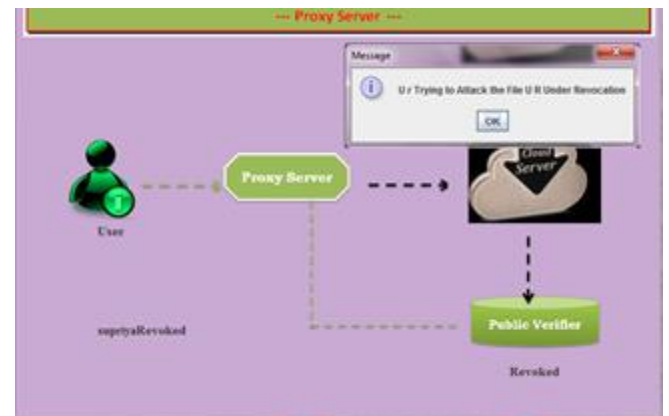 --- Proxy Server ---
Message
U r Trying to Attack the File U R Under Revocation
OK
Cloud
Server
Proxy Server
User
supriyaRevoked
Public Verifier
Revoked